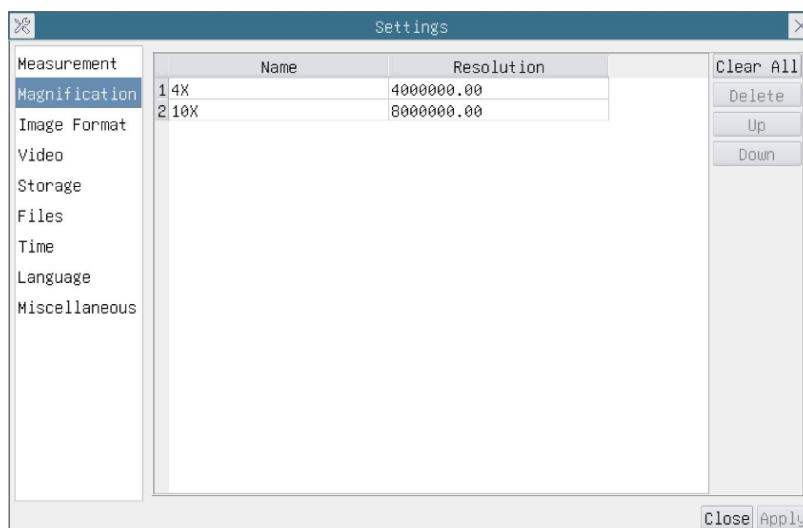 Settings
Measurement
Magnification
Image Format
Video
Storage
Files
Time
Language
Miscellaneous
Name Resolution
1 4X 4000000.00
2 10X 8000000.00
Clear All
Delete
Up
Down
Close Apply